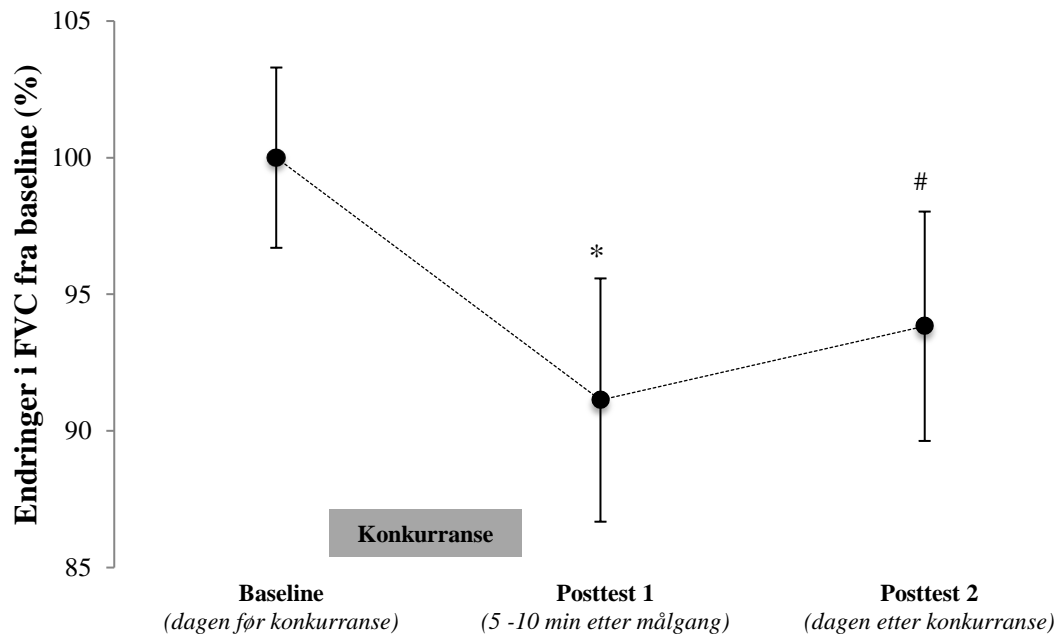 Endringer i FVC fra baseline (%)
105
100
95
90
85
*
#
Konkurranse
Baseline
(dagen før konkurranse)
Posttest 1
(5 -10 min etter målgang)
Posttest 2
(dagen etter konkurranse)